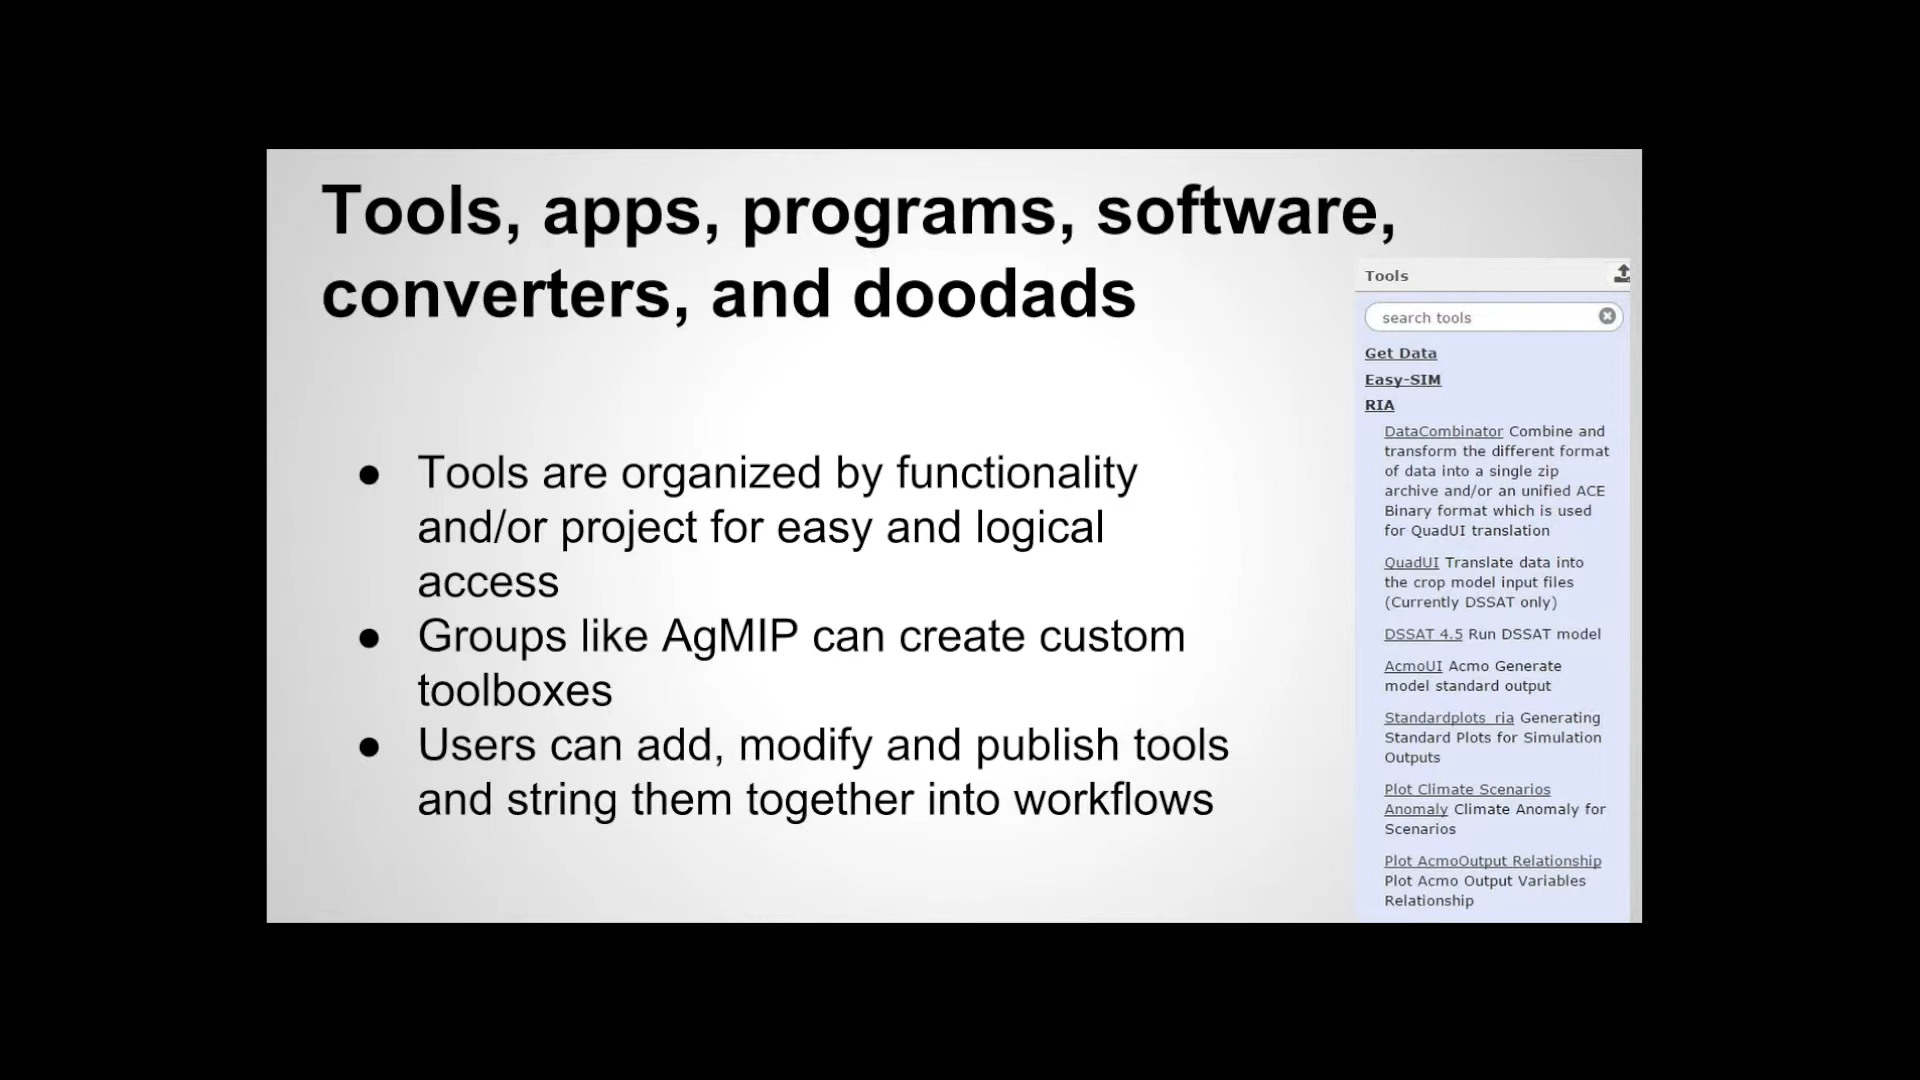 Tools, apps, programs, software,
converters, and doodads
● Tools are organized by functionality
and/or project for easy and logical
access
● Groups like AgMIP can create custom
toolboxes
● Users can add, modify and publish tools
and string them together into workflows
Tools
search tools
Get Data
Easy-SIM
RIA
DataCombinator Combine and
transform the different format
of data into a single zip
archive and/or an unified ACE
Binary format which is used
for QuadUI translation
QuadUI Translate data into
the crop model input files
(Currently DSSAT only)
DSSAT 4.5 Run DSSAT model
AcmoUI Acmo Generate
model standard output
Standardplots_ria Generating
Standard Plots for Simulation
Outputs
Plot Climate Scenarios
Anomaly Climate Anomaly for
Scenarios
Plot AcmoOutput Relationship
Plot Acmo Output Variables
Relationship